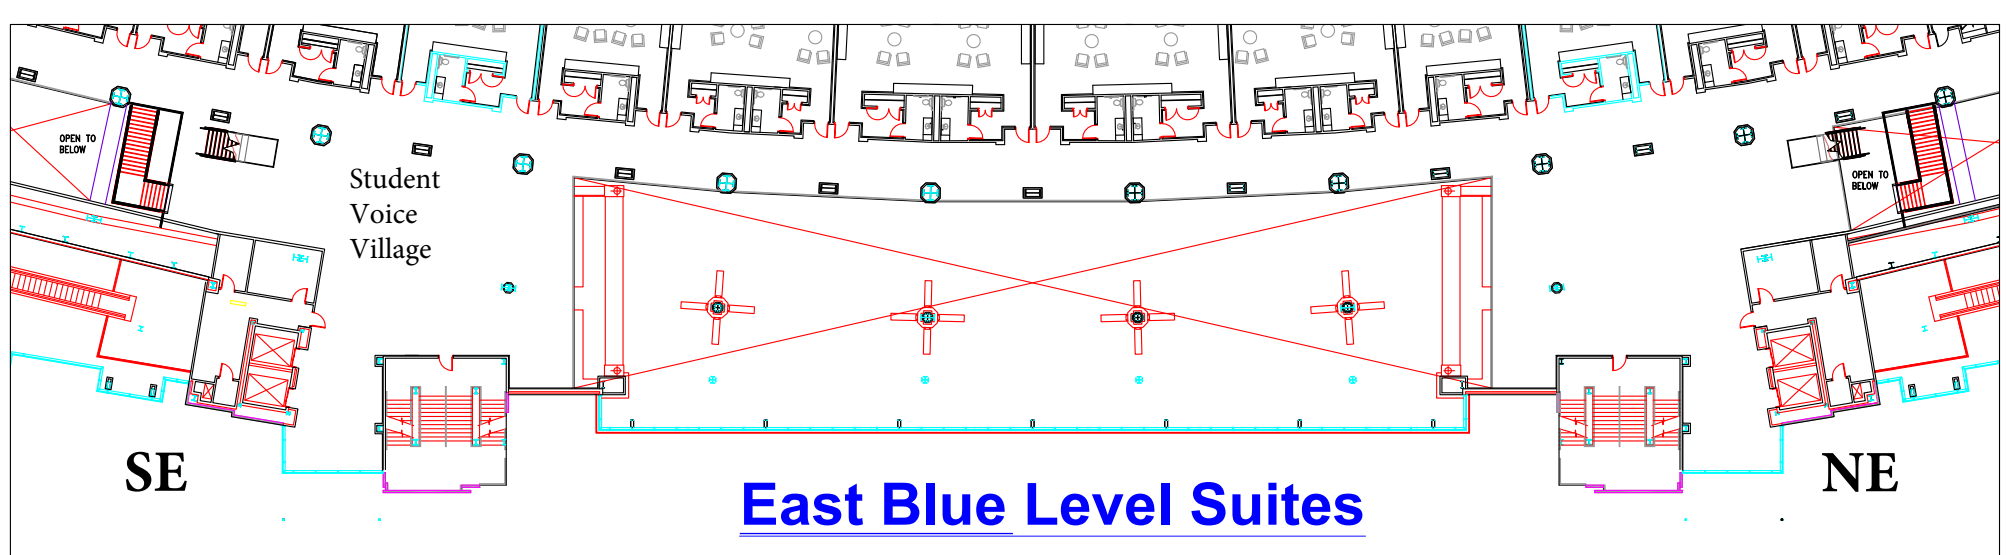 OPEN TO
BELOW
Student
Voice
Village
OPEN TO
BELOW
SE
NE
East Blue Level Suites